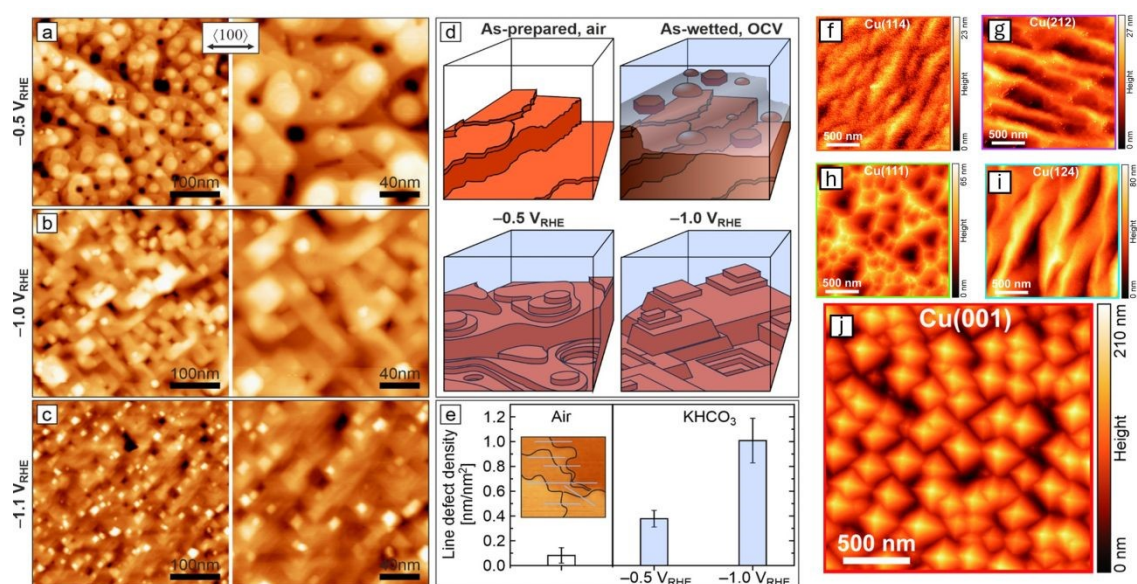 a
⟨100⟩
−0.5 V_RHE
100nm
40nm
b
−1.0 V_RHE
100nm
40nm
c
−1.1 V_RHE
100nm
40nm
d
As-prepared, air
As-wetted, OCV
−0.5 V_RHE
−1.0 V_RHE
e
Air
KHCO₃
Line defect density
[nm/nm²]
1.2
1.0
0.8
0.6
0.4
0.2
0.0
−0.5 V_RHE
−1.0 V_RHE
f
Cu(114)
500 nm
23 nm
Height
0 nm
g
Cu(212)
500 nm
27 nm
Height
0 nm
h
Cu(111)
500 nm
65 nm
Height
0 nm
i
Cu(124)
500 nm
80 nm
Height
0 nm
j
Cu(001)
500 nm
210 nm
Height
0 nm